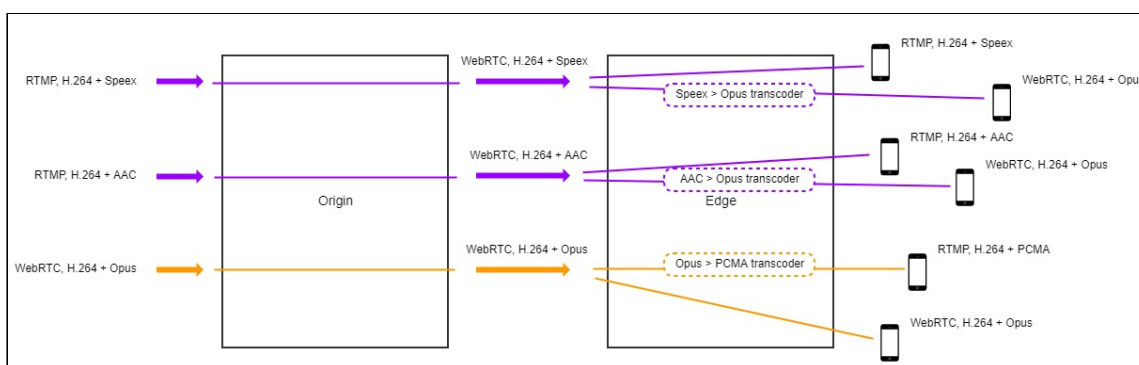 RTMP, H.264 + Speex
WebRTC, H.264 + Speex
RTMP, H.264 + Speex
Speex > Opus transcoder
WebRTC, H.264 + Opu
RTMP, H.264 + AAC
WebRTC, H.264 + AAC
RTMP, H.264 + AAC
AAC > Opus transcoder
WebRTC, H.264 + Opus
Origin
Edge
WebRTC, H.264 + Opus
WebRTC, H.264 + Opus
Opus > PCMA transcoder
RTMP, H.264 + PCMA
WebRTC, H.264 + Opus